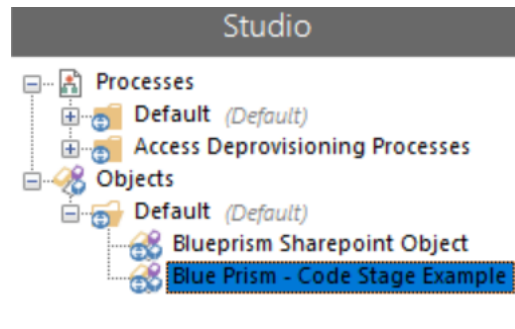 Studio
Processes
Default (Default)
Access Deprovisioning Processes
Objects
Default (Default)
Blueprism Sharepoint Object
Blue Prism - Code Stage Example